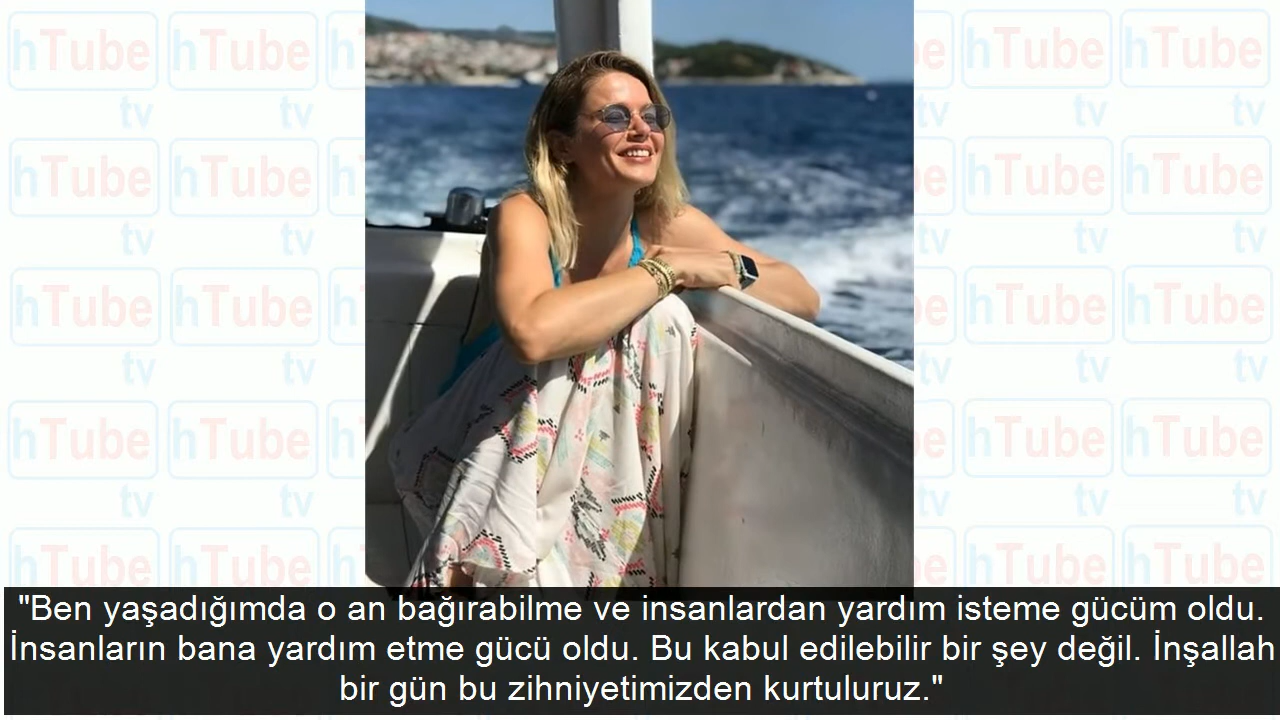 hTube
tv
"Ben yaşadığımda o an bağırabilme ve insanlardan yardım isteme gücüm oldu.
İnsanların bana yardım etme gücü oldu. Bu kabul edilebilir bir şey değil. İnşallah
bir gün bu zihniyetimizden kurtuluruz."